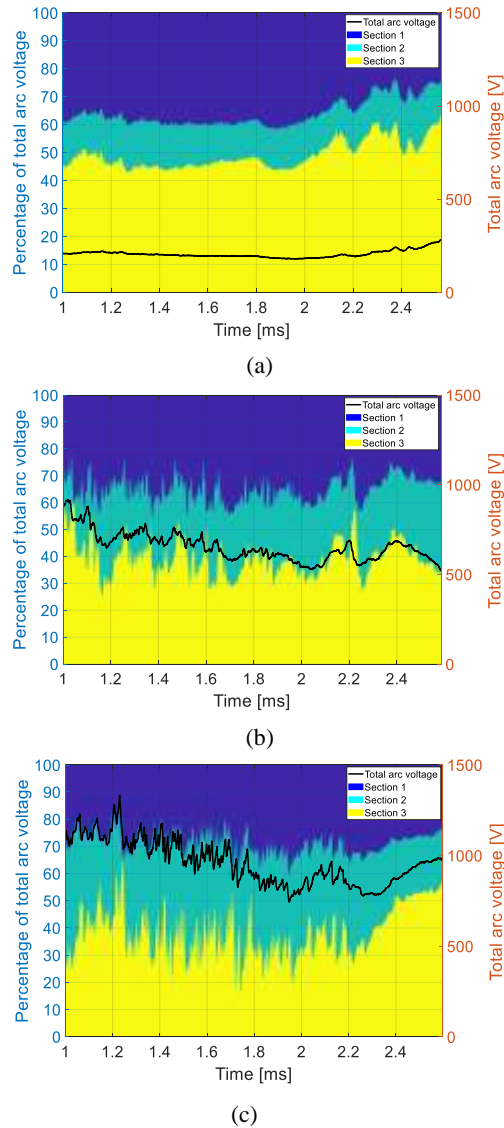 100
90
80
70
60
50
40
30
20
10
0
Percentage of total arc voltage
1500
1000
500
0
Total arc voltage [V]
Total arc voltage
Section 1
Section 2
Section 3
1 1.2 1.4 1.6 1.8 2 2.2 2.4
Time [ms]
(a)
100
90
80
70
60
50
40
30
20
10
0
Percentage of total arc voltage
1500
1000
500
0
Total arc voltage [V]
Total arc voltage
Section 1
Section 2
Section 3
1 1.2 1.4 1.6 1.8 2 2.2 2.4
Time [ms]
(b)
100
90
80
70
60
50
40
30
20
10
0
Percentage of total arc voltage
1500
1000
500
0
Total arc voltage [V]
Total arc voltage
Section 1
Section 2
Section 3
1 1.2 1.4 1.6 1.8 2 2.2 2.4
Time [ms]
(c)